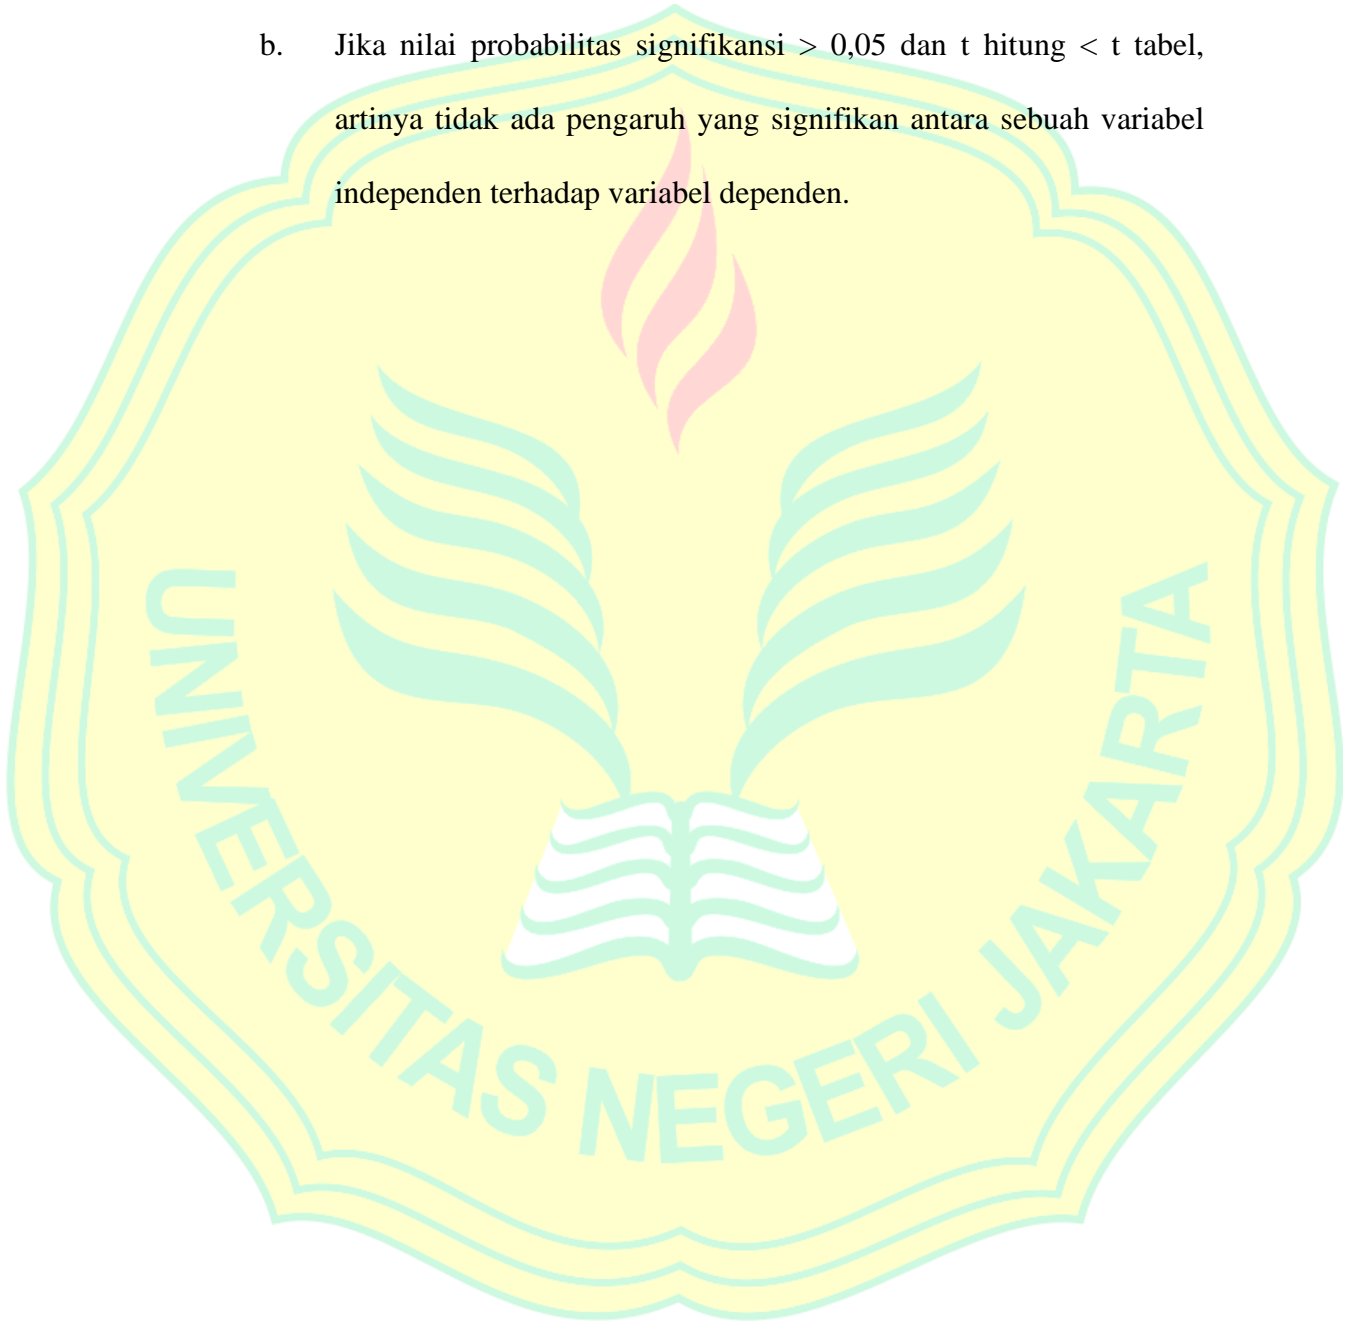 b. Jika nilai probabilitas signifikansi > 0,05 dan t hitung < t tabel,
artinya tidak ada pengaruh yang signifikan antara sebuah variabel
independen terhadap variabel dependen.
UNIVERSITAS NEGERI JAKARTA